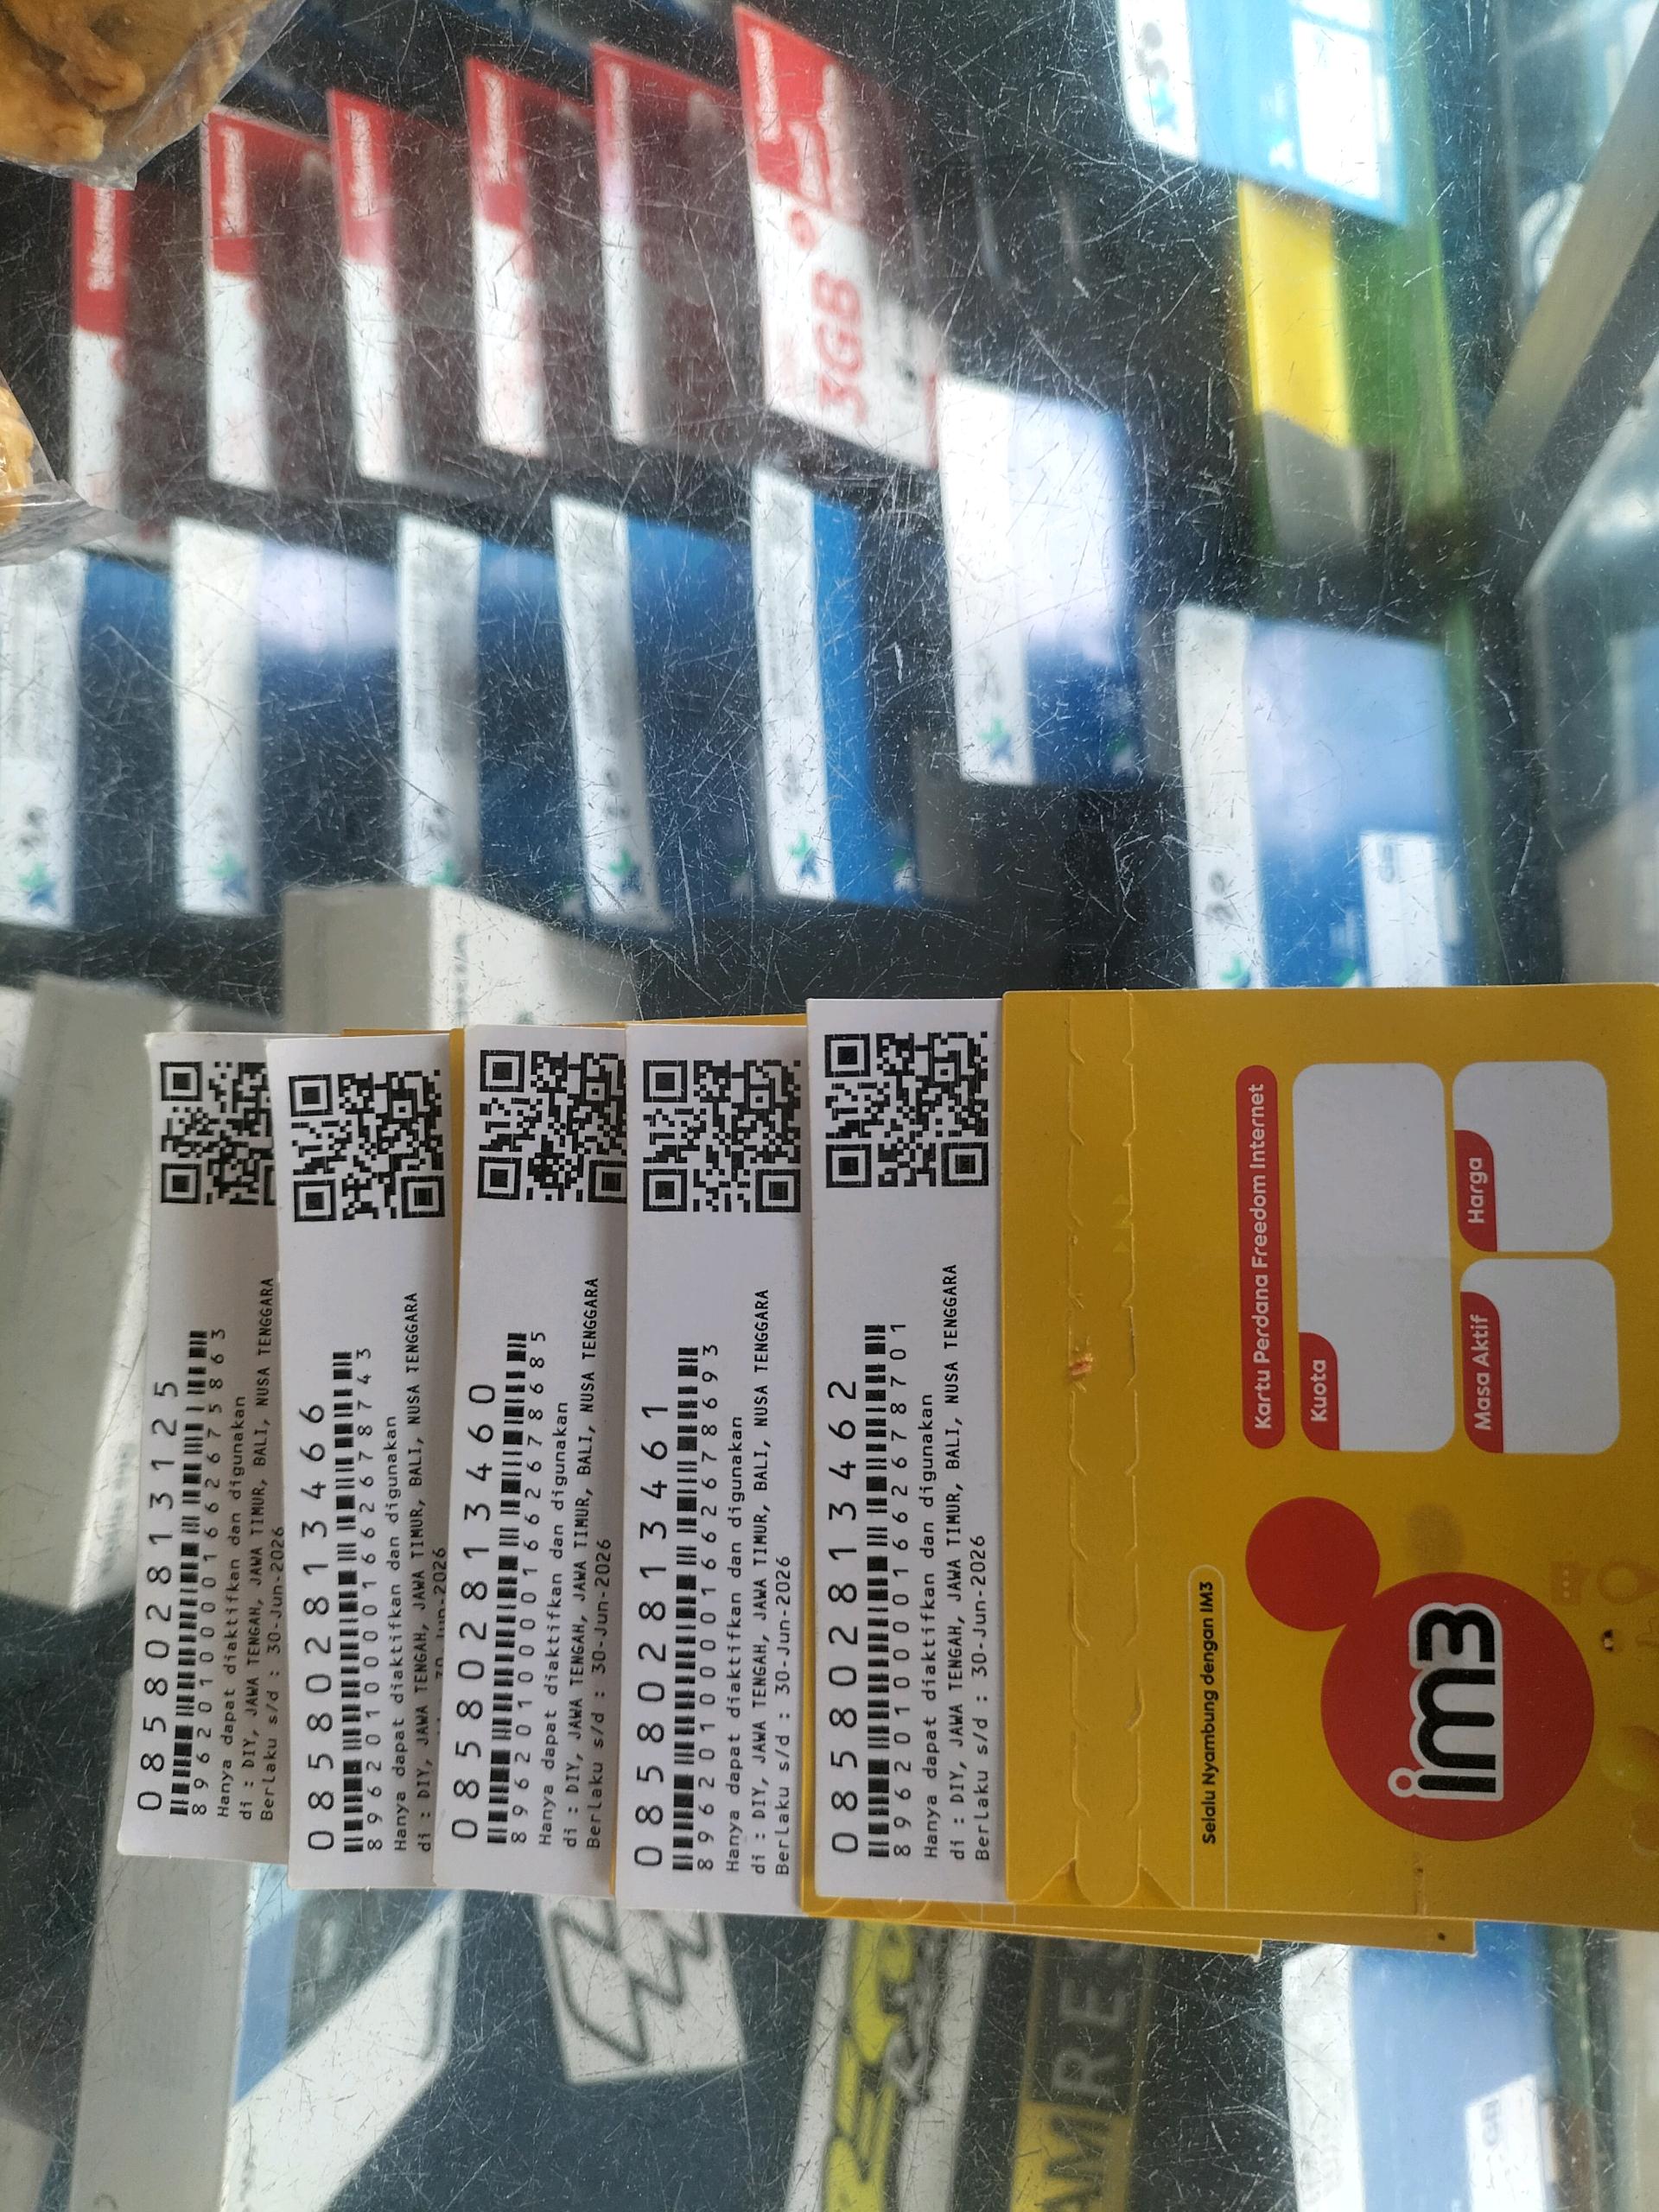 085802813125
8962010000166267 5863
Hanya dapat diaktifkan dan digunakan
di : DIY, JAWA TENGAH, JAWA TIMUR, BALI, NUSA TENGGARA
Berlaku s/d : 30-Jun-2026
085802813466
89620100001662678743
Hanya dapat diaktifkan dan digunakan
di : DIY, JAWA TENGAH, JAWA TIMUR, BALI, NUSA TENGGARA
30-Jun-2026
085802813460
89620100001662678685
Hanya dapat diaktifkan dan digunakan
di : DIY, JAWA TENGAH, JAWA TIMUR, BALI, NUSA TENGGARA
Berlaku s/d : 30-Jun-2026
085802813461
89620100001662678693
Hanya dapat diaktifkan dan digunakan
di : DIY, JAWA TENGAH, JAWA TIMUR, BALI, NUSA TENGGARA
Berlaku s/d : 30-Jun-2026
085802813462
89620100001662678701
Hanya dapat diaktifkan dan digunakan
di : DIY, JAWA TENGAH, JAWA TIMUR, BALI, NUSA TENGGARA
Berlaku s/d : 30-Jun-2026
Selalu Nyambung dengan IM3
im3
Kartu Perdana Freedom Internet
Kuota
Masa Aktif
Harga
3GB